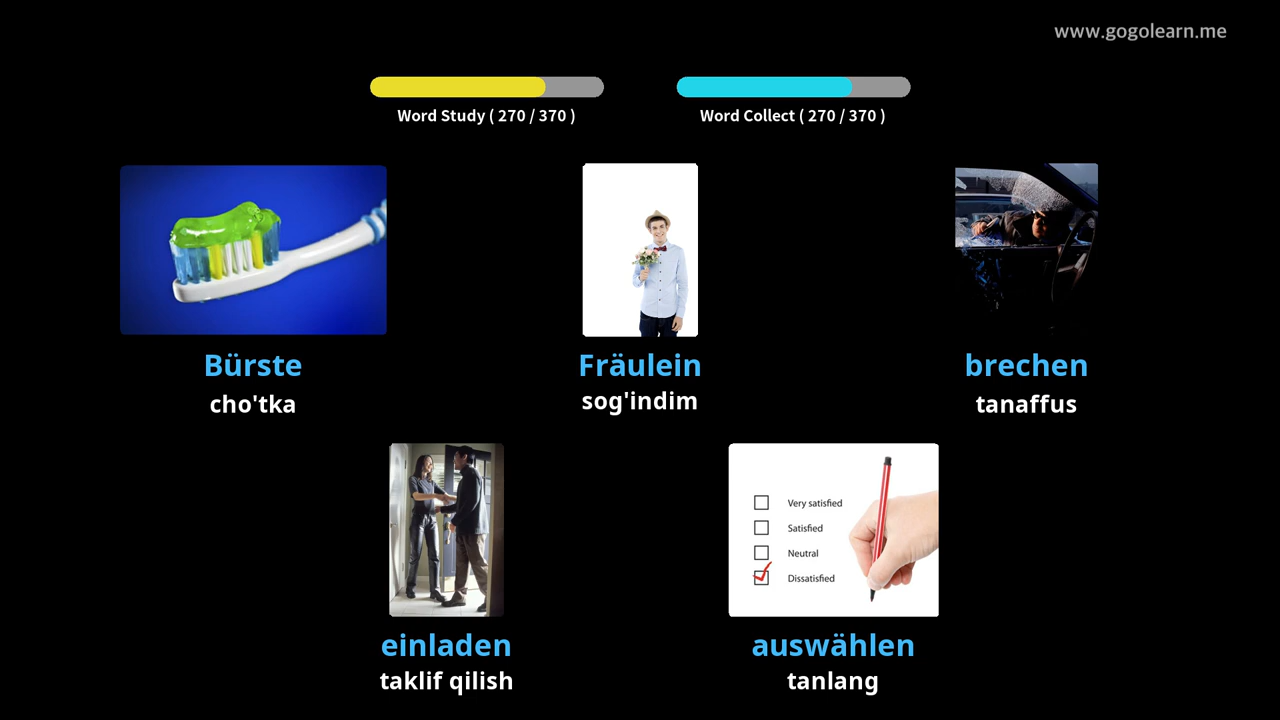 www.gogolearn.me
Word Study ( 270 / 370 )
Word Collect ( 270 / 370 )
Bürste
cho'tka
Fräulein
sog'indim
brechen
tanaffus
einladen
taklif qilish
Very satisfied
Satisfied
Neutral
Dissatisfied
auswählen
tanlang